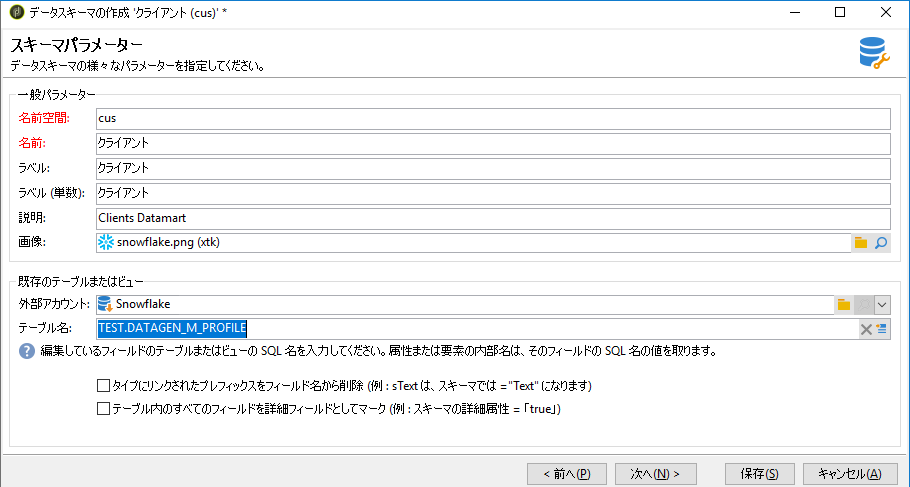 データスキーマの作成 'クライアント (cus)' *
スキーマパラメーター
データスキーマの様々なパラメーターを指定してください。
一般パラメーター
名前空間: cus
名前: クライアント
ラベル: クライアント
ラベル (単数): クライアント
説明: Clients Datamart
画像: snowflake.png (xtk)
既存のテーブルまたはビュー
外部アカウント: Snowflake
テーブル名: TEST.DATAGEN_M_PROFILE
? 編集しているフィールドのテーブルまたはビューの SQL 名を入力してください。属性または要素の内部名は、そのフィールドの SQL 名の値を取ります。
タイプにリンクされたプレフィックスをフィールド名から削除 (例 : sText は、スキーマでは ="Text" になります)
テーブル内のすべてのフィールドを詳細フィールドとしてマーク (例 : スキーマの詳細属性 = 「true」)
< 前へ(P) 次へ(N) > 保存(S) キャンセル(A)